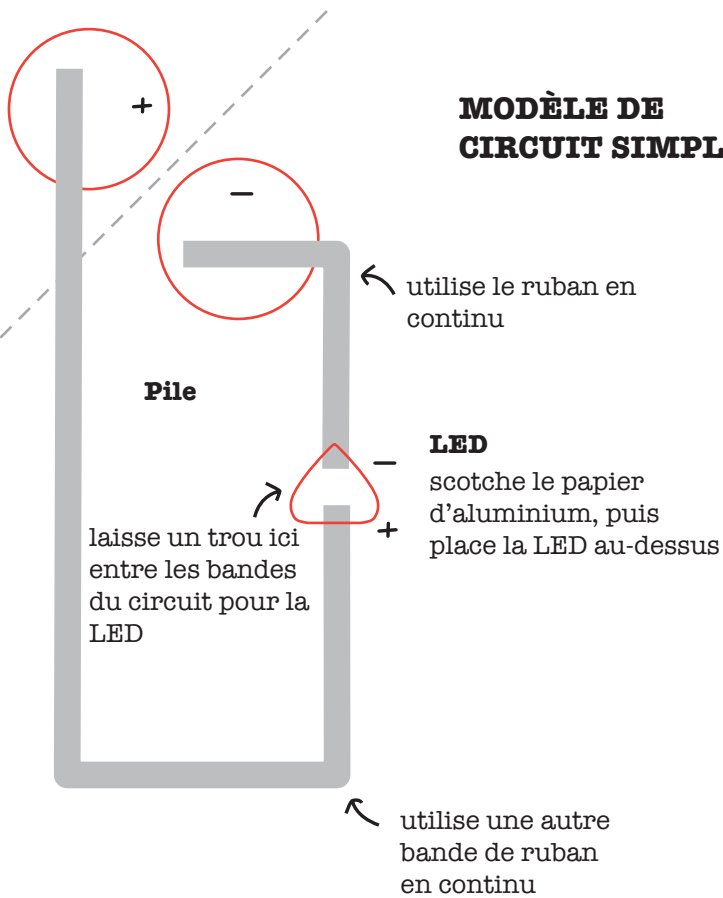 +
MODÈLE DE
CIRCUIT SIMPL
–
utilise le ruban en
continu
Pile
LED
–
scotche le papier
d’aluminium, puis
place la LED au-dessus
+
laisse un trou ici
entre les bandes
du circuit pour la
LED
utilise une autre
bande de ruban
en continu